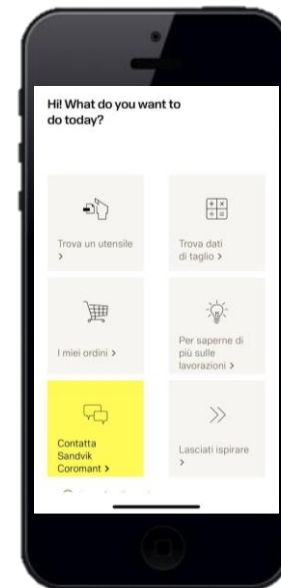 Hi! What do you want to
do today?
Trova un utensile
>
Trova dati
di taglio >
I miei ordini >
Per saperne di
più sulle
lavorazioni >
Contatta
Sandvik
Coromant >
Lasciati ispirare
>